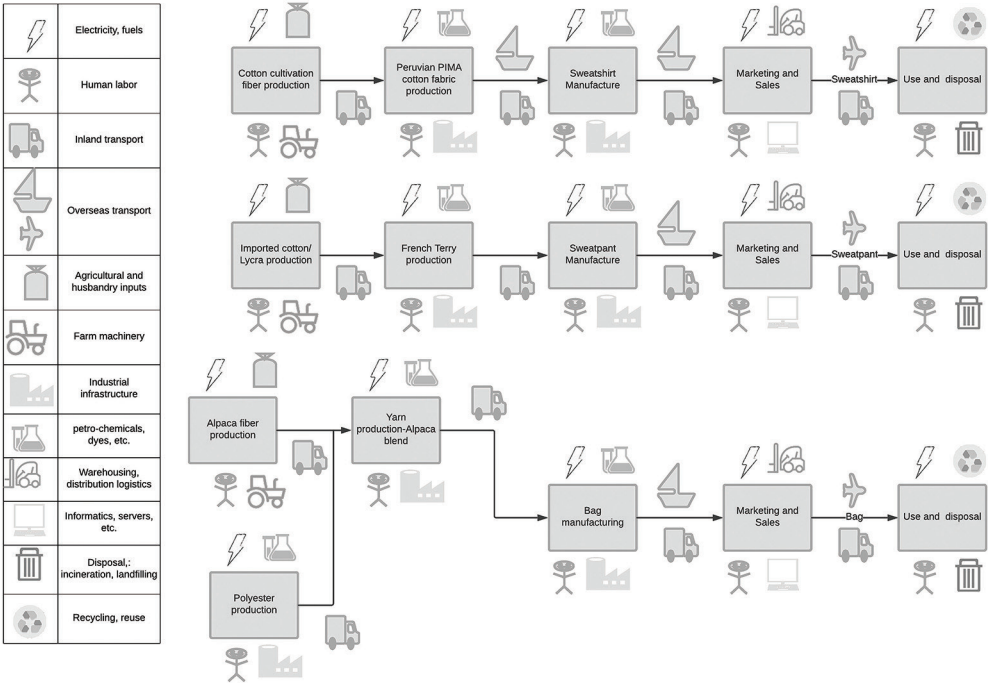 Electricity, fuels
Human labor
Inland transport
Overseas transport
Agricultural and
husbandry inputs
Farm machinery
Industrial
infrastructure
petro-chemicals,
dyes, etc.
Warehousing,
distribution logistics
Informatics, servers,
etc.
Disposal,:
incineration, landfilling
Recycling, reuse
Cotton cultivation
fiber production
Peruvian PIMA
cotton fabric
production
Sweatshirt
Manufacture
Marketing and
Sales
Sweatshirt
Use and disposal
Imported cotton/
Lycra production
French Terry
production
Sweatpant
Manufacture
Marketing and
Sales
Sweatpant
Use and disposal
Alpaca fiber
production
Yarn
production-Alpaca
blend
Polyester
production
Bag
manufacturing
Marketing and
Sales
Bag
Use and disposal